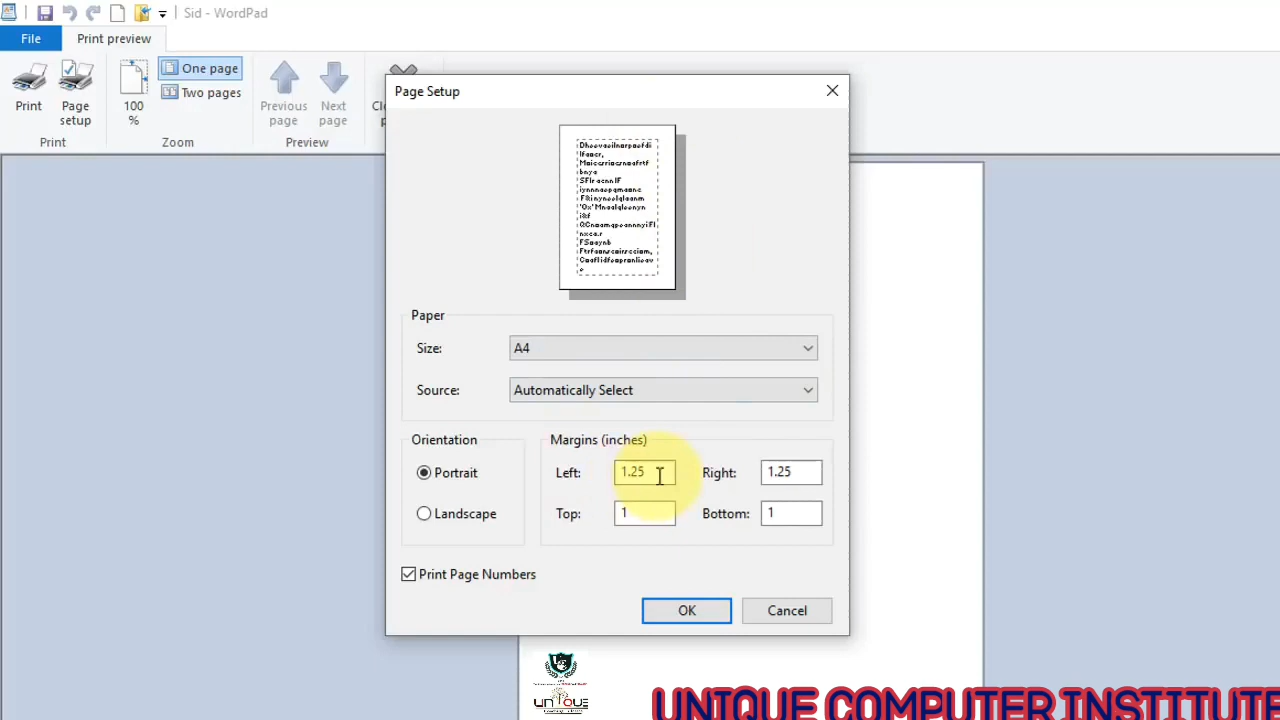 Sid - WordPad
File
Print preview
Print
Page setup
100 %
One page
Two pages
Previous page
Next page
Print
Zoom
Preview
Page Setup
Paper
Size:
A4
Source:
Automatically Select
Orientation
Portrait
Landscape
Margins (inches)
Left:
1.25
Right:
1.25
Top:
1
Bottom:
1
Print Page Numbers
OK
Cancel
UNIQUE COMPUTER INSTITUTE